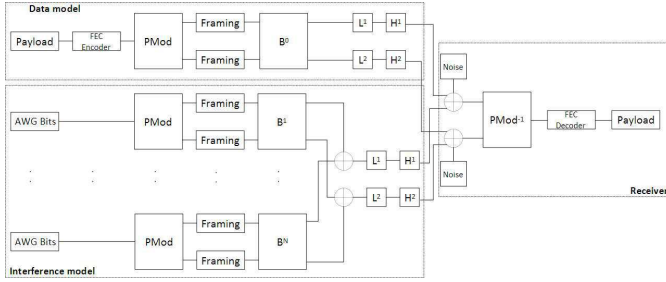 Data model
Payload
FEC
Encoder
PMod
Framing
Framing
B⁰
L¹
H¹
L²
H²
AWG Bits
PMod
Framing
Framing
B¹
L¹
H¹
L²
H²
AWG Bits
PMod
Framing
Framing
Bᴺ
Interference model
Noise
Noise
PMod⁻¹
FEC
Decoder
Payload
Receiver